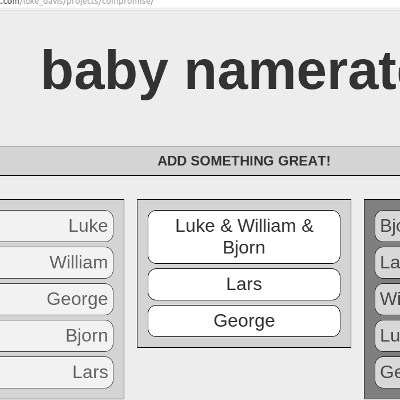 .com/luke_davis/projects/compromise/
baby namerat
ADD SOMETHING GREAT!
Luke
William
George
Bjorn
Lars
Luke & William &
Bjorn
Lars
George
Bj
La
Wi
Lu
Ge